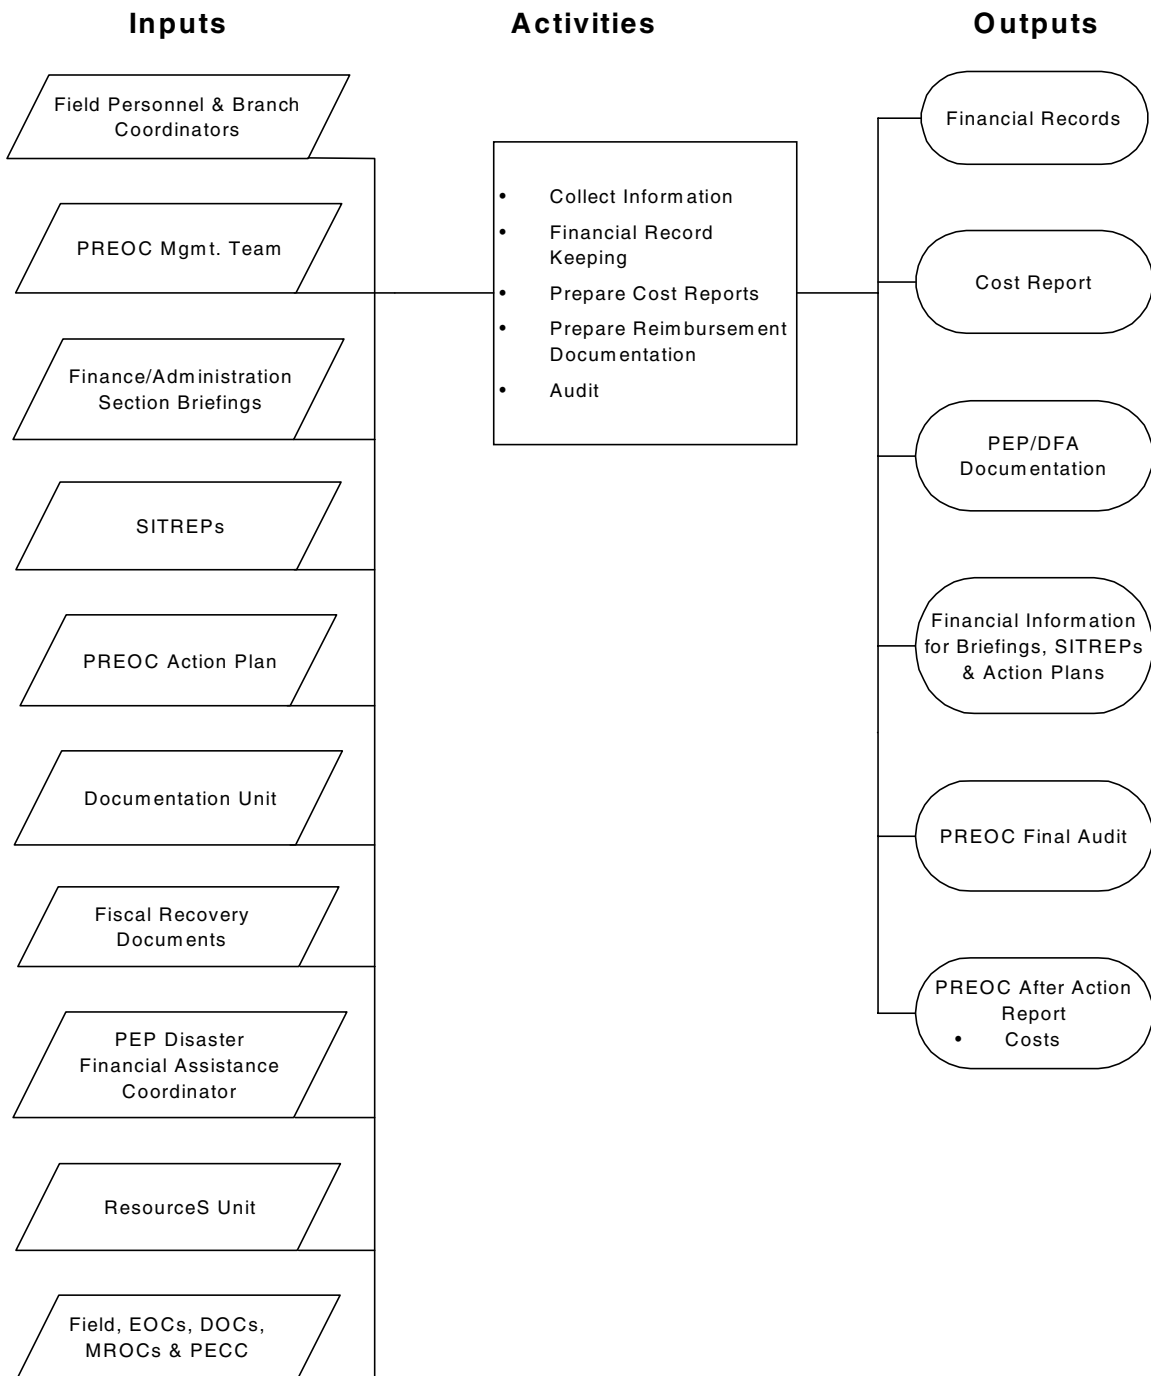 Inputs
Activities
Outputs
Field Personnel & Branch
Coordinators
PREOC Mgmt. Team
Finance/Administration
Section Briefings
SITREPs
PREOC Action Plan
Documentation Unit
Fiscal Recovery
Documents
PEP Disaster
Financial Assistance
Coordinator
ResourceS Unit
Field, EOCs, DOCs,
MROCs & PECC
• Collect Information
• Financial Record
Keeping
• Prepare Cost Reports
• Prepare Reimbursement
Documentation
• Audit
Financial Records
Cost Report
PEP/DFA
Documentation
Financial Information
for Briefings, SITREPs
& Action Plans
PREOC Final Audit
PREOC After Action
Report
• Costs